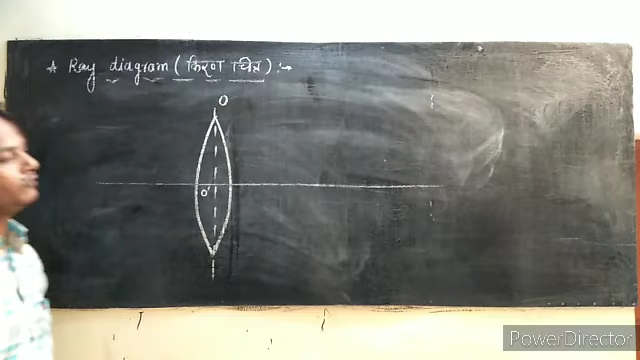 ☆ Ray diagram (किरण चित्र) :→
O
O'
PowerDirector